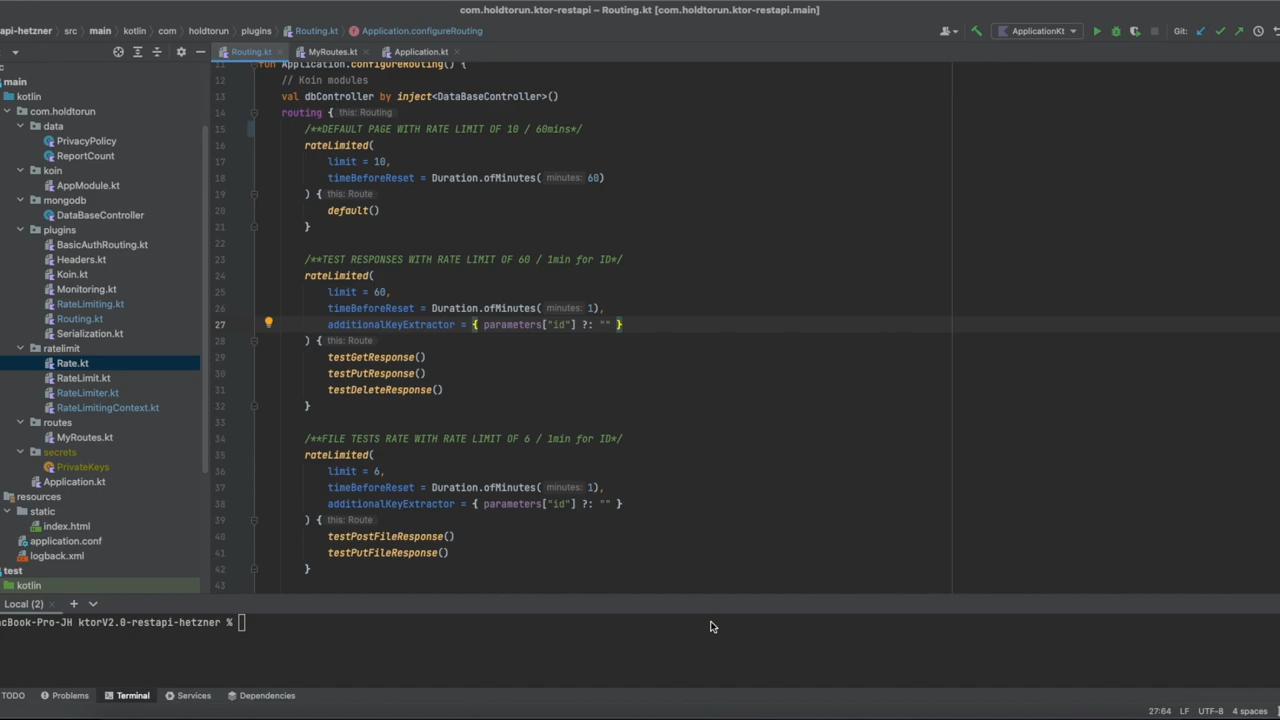 com.holdtorun.ktor-restapi – Routing.kt [com.holdtorun.ktor-restapi.main]
api-hetzner src main kotlin com holdtorun plugins Routing.kt Application.configureRouting ApplicationKt Git:
Routing.kt MyRoutes.kt Application.kt
main
kotlin
com.holdtorun
data
PrivacyPolicy
ReportCount
koin
AppModule.kt
mongodb
DataBaseController
plugins
BasicAuthRouting.kt
Headers.kt
Koin.kt
Monitoring.kt
RateLimiting.kt
Routing.kt
Serialization.kt
ratelimit
Rate.kt
RateLimit.kt
RateLimiter.kt
RateLimitingContext.kt
routes
MyRoutes.kt
secrets
PrivateKeys
Application.kt
resources
static
index.html
application.conf
logback.xml
test
kotlin
11 fun Application.configureRouting() {
12 // Koin modules
13 val dbController by inject<DataBaseController>()
14 routing { this: Routing
15 /**DEFAULT PAGE WITH RATE LIMIT OF 10 / 60mins*/
16 rateLimited(
17 limit = 10,
18 timeBeforeReset = Duration.ofMinutes( minutes: 60)
19 ) { this: Route
20 default()
21 }
22
23 /**TEST RESPONSES WITH RATE LIMIT OF 60 / 1min for ID*/
24 rateLimited(
25 limit = 60,
26 timeBeforeReset = Duration.ofMinutes( minutes: 1),
27 additionalKeyExtractor = { parameters["id"] ?: "" }
28 ) { this: Route
29 testGetResponse()
30 testPutResponse()
31 testDeleteResponse()
32 }
33
34 /**FILE TESTS RATE WITH RATE LIMIT OF 6 / 1min for ID*/
35 rateLimited(
36 limit = 6,
37 timeBeforeReset = Duration.ofMinutes( minutes: 1),
38 additionalKeyExtractor = { parameters["id"] ?: "" }
39 ) { this: Route
40 testPostFileResponse()
41 testPutFileResponse()
42 }
43
Local (2)
acBook-Pro-JH ktorV2.0-restapi-hetzner %
TODO Problems Terminal Services Dependencies
27:64 LF UTF-8 4 spaces